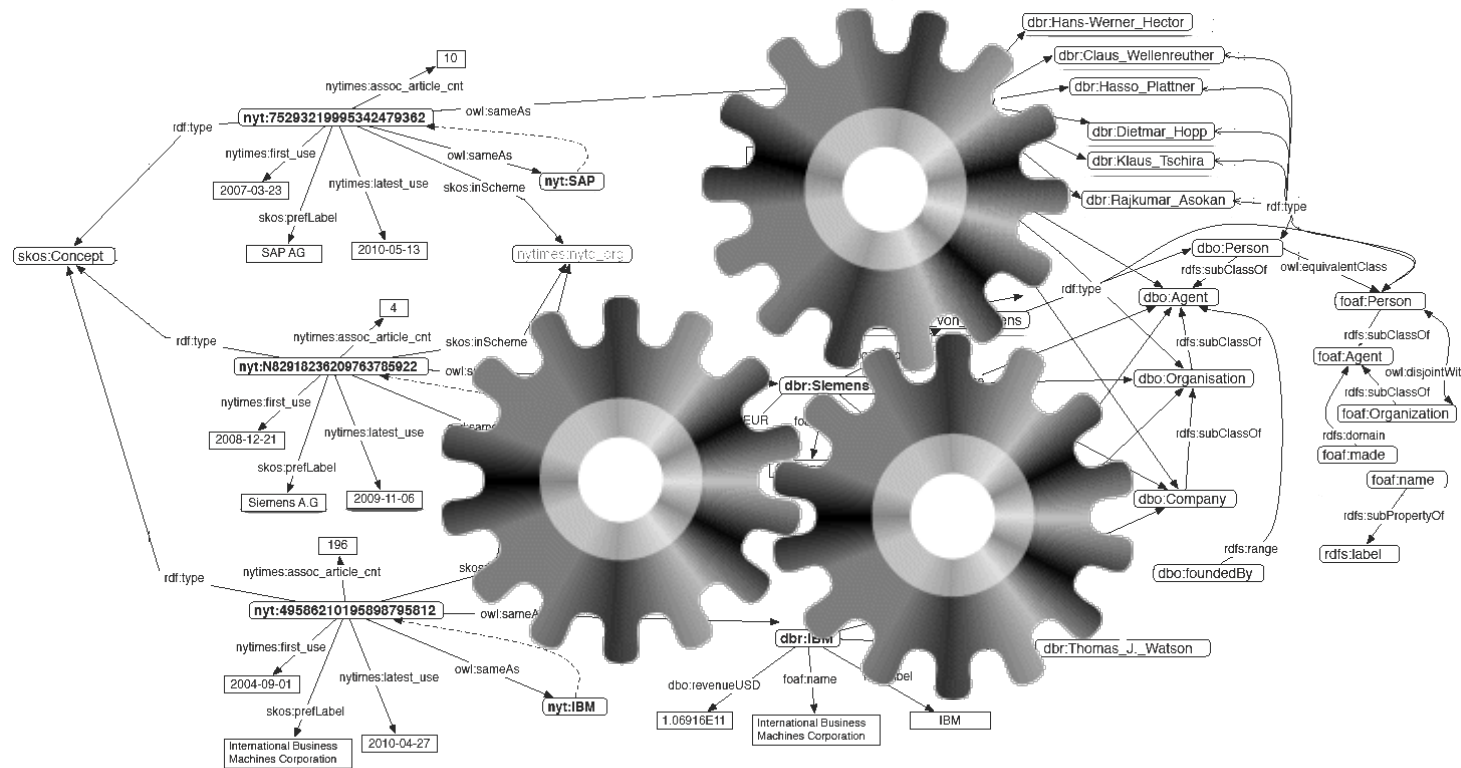 10
nytimes:assoc_article_cnt
owl:sameAs
nyt:75293219995342479362
rdf:type
nytimes:first_use
owl:sameAs
nytimes:latest_use
skos:inScheme
nyt:SAP
2007-03-23
skos:prefLabel
SAP AG
2010-05-13
nytimes:nytd_org
skos:Concept
dbr:Hans-Werner_Hector
dbr:Claus_Wellenreuther
dbr:Hasso_Plattner
dbr:Dietmar_Hopp
dbr:Klaus_Tschira
dbr:Rajkumar_Asokan
rdf:type
dbo:Person
owl:equivalentClass
rdfs:subClassOf
rdf:type
dbo:Agent
foaf:Person
rdfs:subClassOf
rdfs:subClassOf
foaf:Agent
owl:disjointWit
dbo:Organisation
rdfs:subClassOf
foaf:Organization
rdfs:subClassOf
rdfs:domain
foaf:made
foaf:name
dbo:Company
rdfs:subPropertyOf
rdfs:range
rdfs:label
dbo:foundedBy
4
nytimes:assoc_article_cnt
rdf:type
skos:inScheme
nyt:N82918236209763785922
nytimes:first_use
nytimes:latest_use
2008-12-21
skos:prefLabel
Siemens A.G
2009-11-06
dbr:Siemens
EUR
196
nytimes:assoc_article_cnt
rdf:type
nyt:49586210195898795812
owl:sameA
nytimes:first_use
owl:sameAs
nytimes:latest_use
2004-09-01
skos:prefLabel
nyt:IBM
International Business
Machines Corporation
2010-04-27
dbr:IBM
dbr:Thomas_J._Watson
dbo:revenueUSD
foaf:name
1.06916E11
International Business
Machines Corporation
IBM